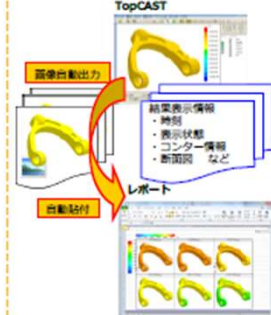 TopCAST
画像自動出力
結果表示情報
・時刻
・表示状態
・コンター情報
・断面図　など
レポート
自動貼付